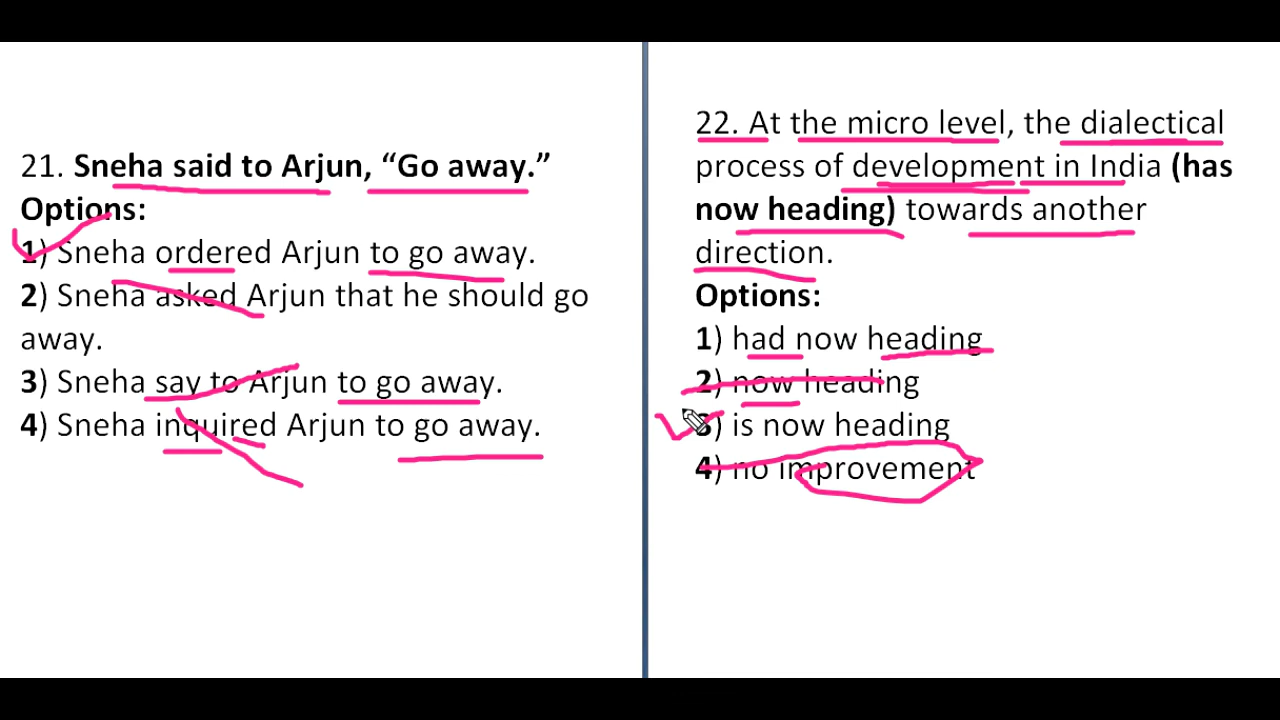 21. Sneha said to Arjun, “Go away.”
Options:
1) Sneha ordered Arjun to go away.
2) Sneha asked Arjun that he should go
away.
3) Sneha say to Arjun to go away.
4) Sneha inquired Arjun to go away.
22. At the micro level, the dialectical
process of development in India (has
now heading) towards another
direction.
Options:
1) had now heading
2) now heading
3) is now heading
4) no improvement